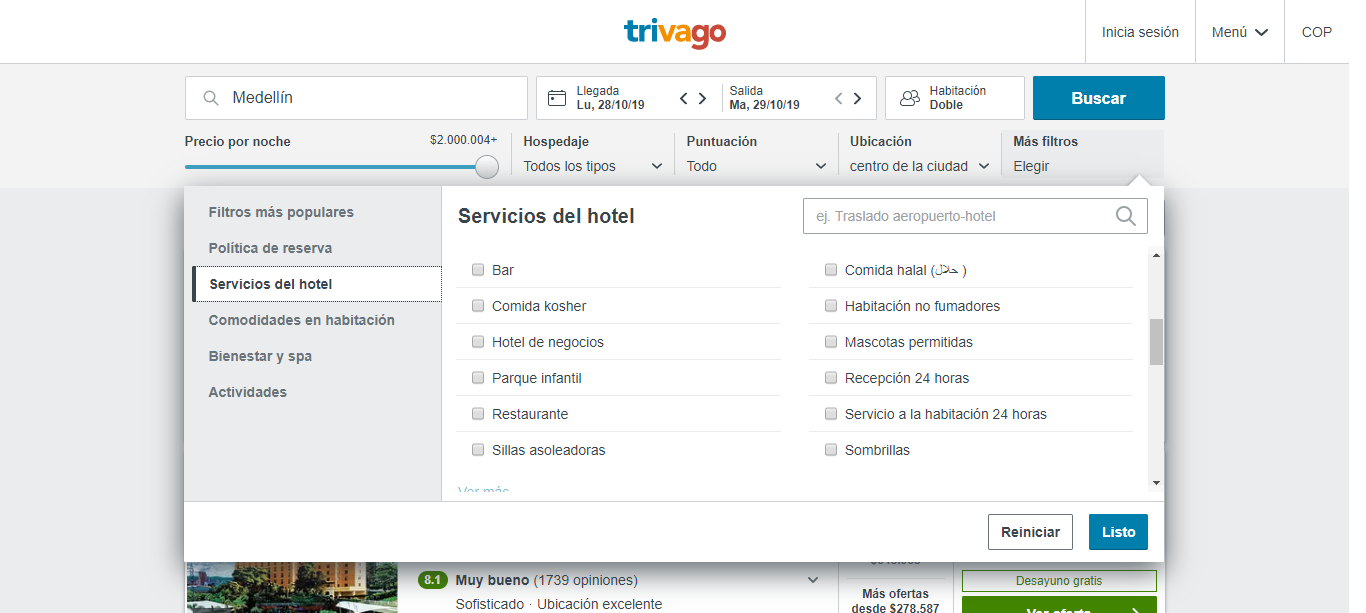 trivago
Inicia sesión
Menú
COP
Medellín
Llegada
Lu, 28/10/19
Salida
Ma, 29/10/19
Habitación
Doble
Buscar
Precio por noche
$2.000.004+
Hospedaje
Todos los tipos
Puntuación
Todo
Ubicación
centro de la ciudad
Más filtros
Elegir
Filtros más populares
Política de reserva
Servicios del hotel
Comodidades en habitación
Bienestar y spa
Actividades
Servicios del hotel
ej. Traslado aeropuerto-hotel
Bar
Comida halal (حلال )
Comida kosher
Habitación no fumadores
Hotel de negocios
Mascotas permitidas
Parque infantil
Recepción 24 horas
Restaurante
Servicio a la habitación 24 horas
Sillas asoleadoras
Sombrillas
Ver más
Reiniciar
Listo
8.1 Muy bueno (1739 opiniones)
Sofisticado · Ubicación excelente
Más ofertas
desde $278.587
Desayuno gratis
Ver oferta